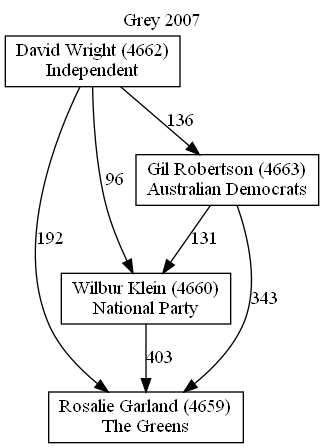 Grey 2007
David Wright (4662)
Independent
136
Gil Robertson (4663)
Australian Democrats
96
192
131
343
Wilbur Klein (4660)
National Party
403
Rosalie Garland (4659)
The Greens